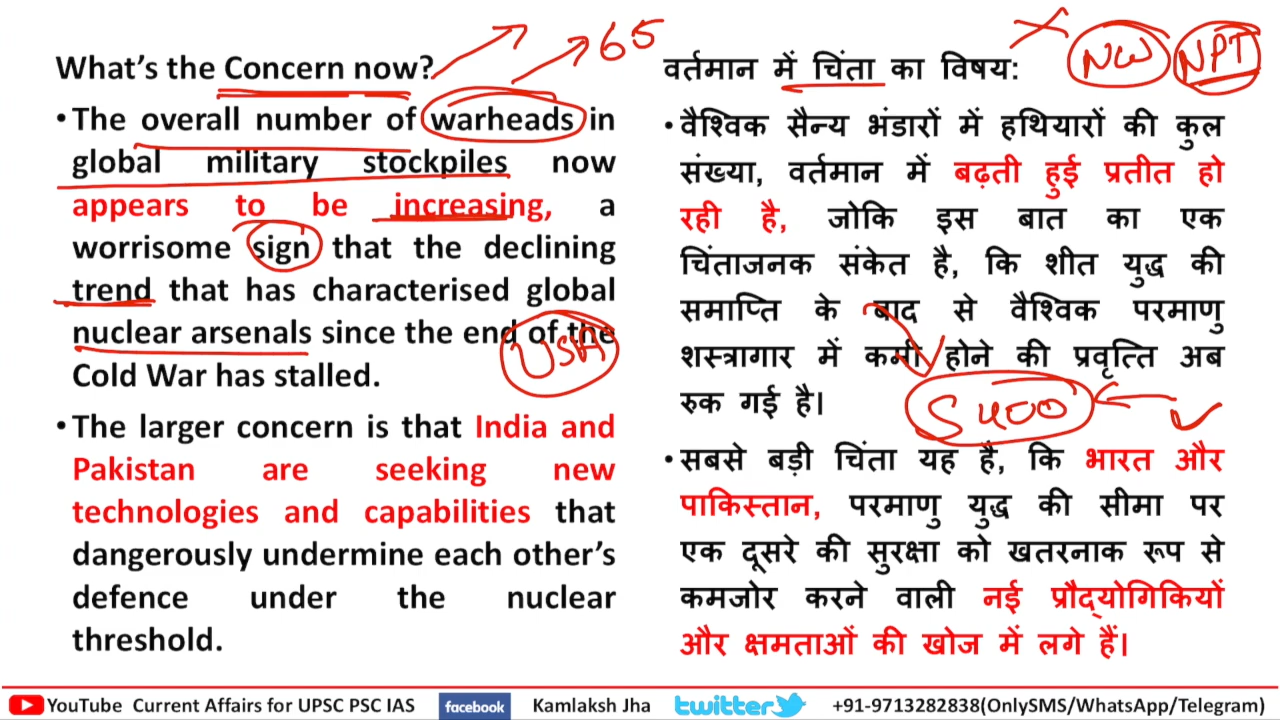 What's the Concern now?
65
•The overall number of warheads in
global military stockpiles now
appears to be increasing, a
worrisome sign that the declining
trend that has characterised global
nuclear arsenals since the end of the
Cold War has stalled.
USA
•The larger concern is that India and
Pakistan are seeking new
technologies and capabilities that
dangerously undermine each other's
defence under the nuclear
threshold.
वर्तमान में चिंता का विषय:
NW NPT
•वैश्विक सैन्य भंडारों में हथियारों की कुल
संख्या, वर्तमान में बढ़ती हुई प्रतीत हो
रही है, जोकि इस बात का एक
चिंताजनक संकेत है, कि शीत युद्ध की
समाप्ति के बाद से वैश्विक परमाणु
शस्त्रागार में कमी होने की प्रवृत्ति अब
रुक गई है।
S400
•सबसे बड़ी चिंता यह है, कि भारत और
पाकिस्तान, परमाणु युद्ध की सीमा पर
एक दूसरे की सुरक्षा को खतरनाक रूप से
कमजोर करने वाली नई प्रौद्योगिकियों
और क्षमताओं की खोज में लगे हैं।
YouTube Current Affairs for UPSC PSC IAS facebook Kamlaksh Jha twitter +91-9713282838(OnlySMS/WhatsApp/Telegram)